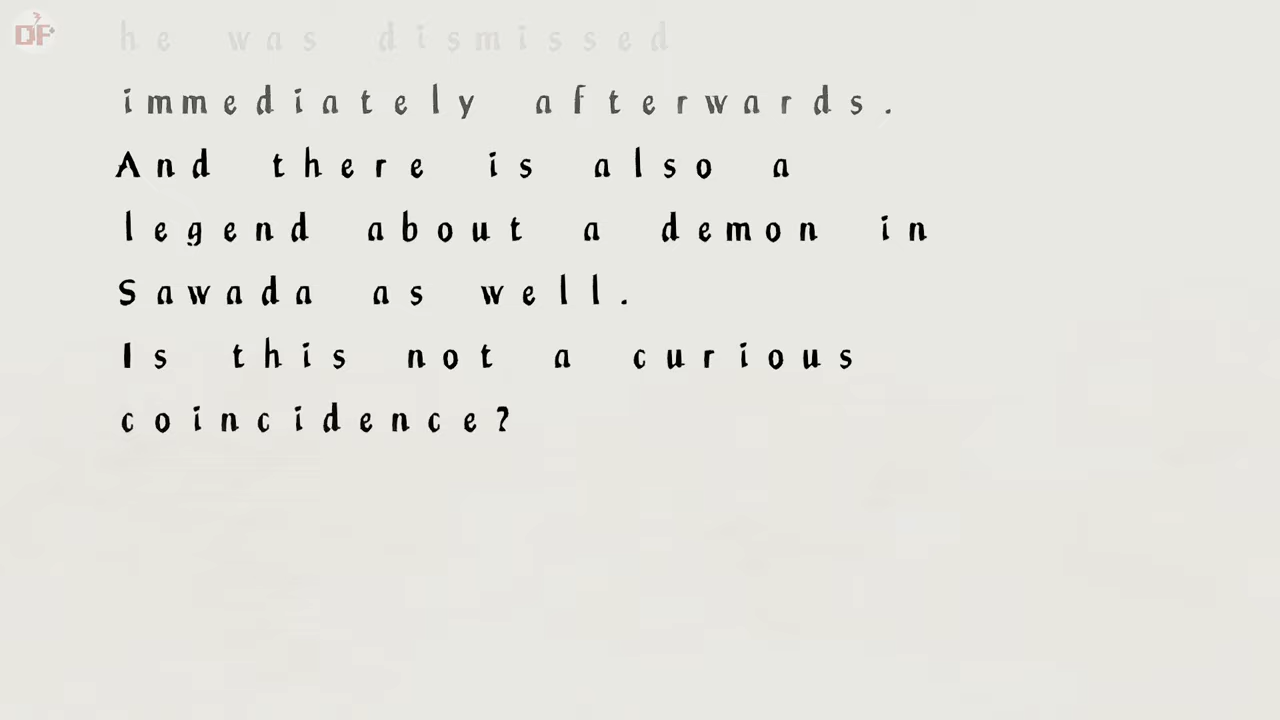 DF
he was dismissed
immediately afterwards.
And there is also a
legend about a demon in
Sawada as well.
Is this not a curious
coincidence?